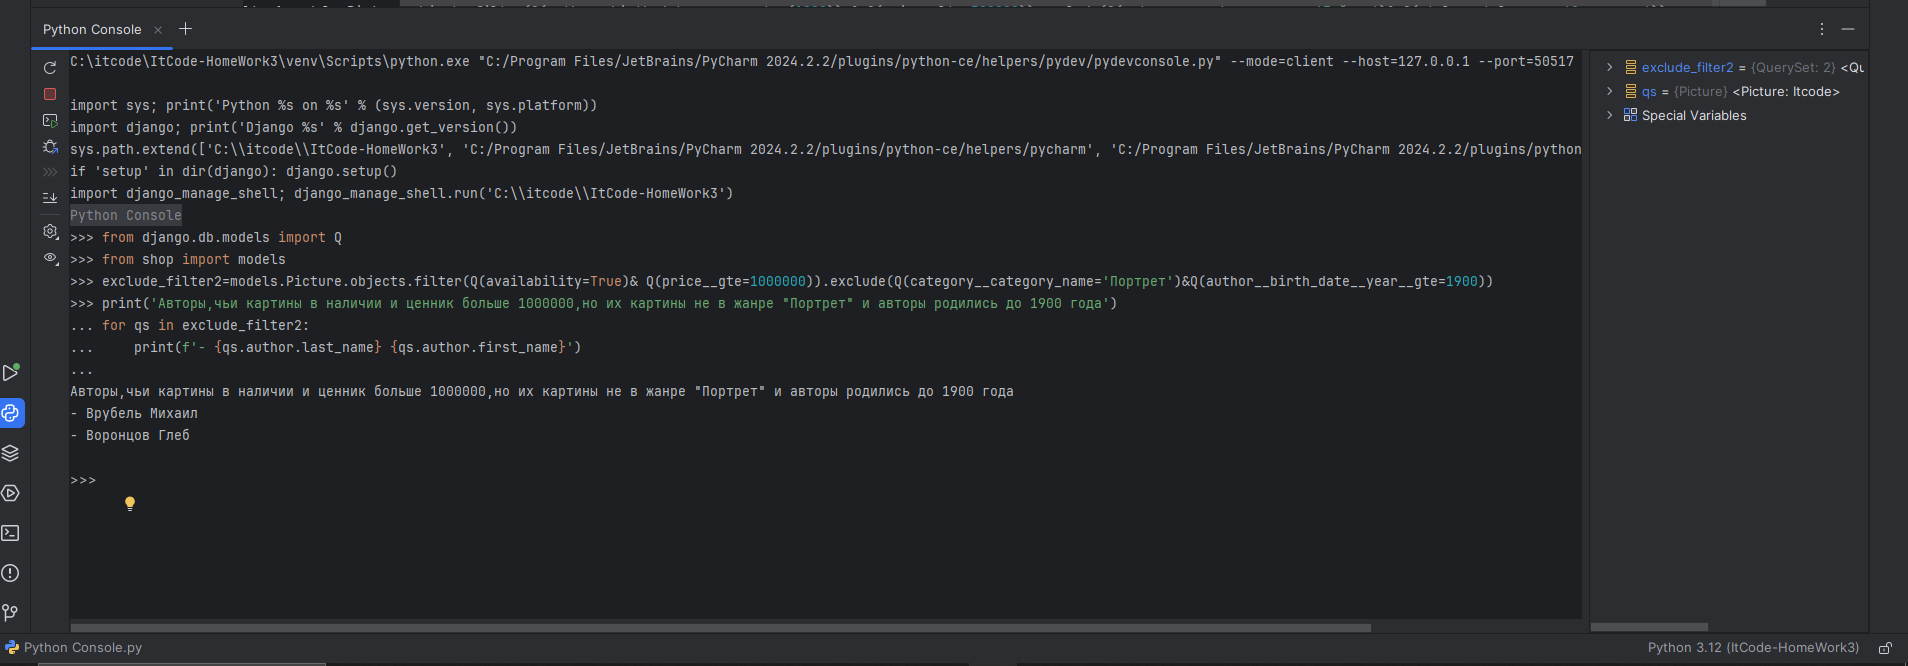 Python Console
C:\itcode\ItCode-HomeWork3\venv\Scripts\python.exe "C:/Program Files/JetBrains/PyCharm 2024.2.2/plugins/python-ce/helpers/pydev/pydevconsole.py" --mode=client --host=127.0.0.1 --port=50517
import sys; print('Python %s on %s' % (sys.version, sys.platform))
import django; print('Django %s' % django.get_version())
sys.path.extend(['C:\\itcode\\ItCode-HomeWork3', 'C:/Program Files/JetBrains/PyCharm 2024.2.2/plugins/python-ce/helpers/pycharm', 'C:/Program Files/JetBrains/PyCharm 2024.2.2/plugins/python
if 'setup' in dir(django): django.setup()
import django_manage_shell; django_manage_shell.run('C:\\itcode\\ItCode-HomeWork3')
Python Console
>>> from django.db.models import Q
>>> from shop import models
>>> exclude_filter2=models.Picture.objects.filter(Q(availability=True)& Q(price__gte=1000000)).exclude(Q(category__category_name='Портрет')&Q(author__birth_date__year__gte=1900))
>>> print('Авторы,чьи картины в наличии и ценник больше 1000000,но их картины не в жанре "Портрет" и авторы родились до 1900 года')
... for qs in exclude_filter2:
...     print(f'- {qs.author.last_name} {qs.author.first_name}')
...
Авторы,чьи картины в наличии и ценник больше 1000000,но их картины не в жанре "Портрет" и авторы родились до 1900 года
- Врубель Михаил
- Воронцов Глеб
>>>
exclude_filter2 = {QuerySet: 2} <Qu
qs = {Picture} <Picture: Itcode>
Special Variables
Python Console.py
Python 3.12 (ItCode-HomeWork3)